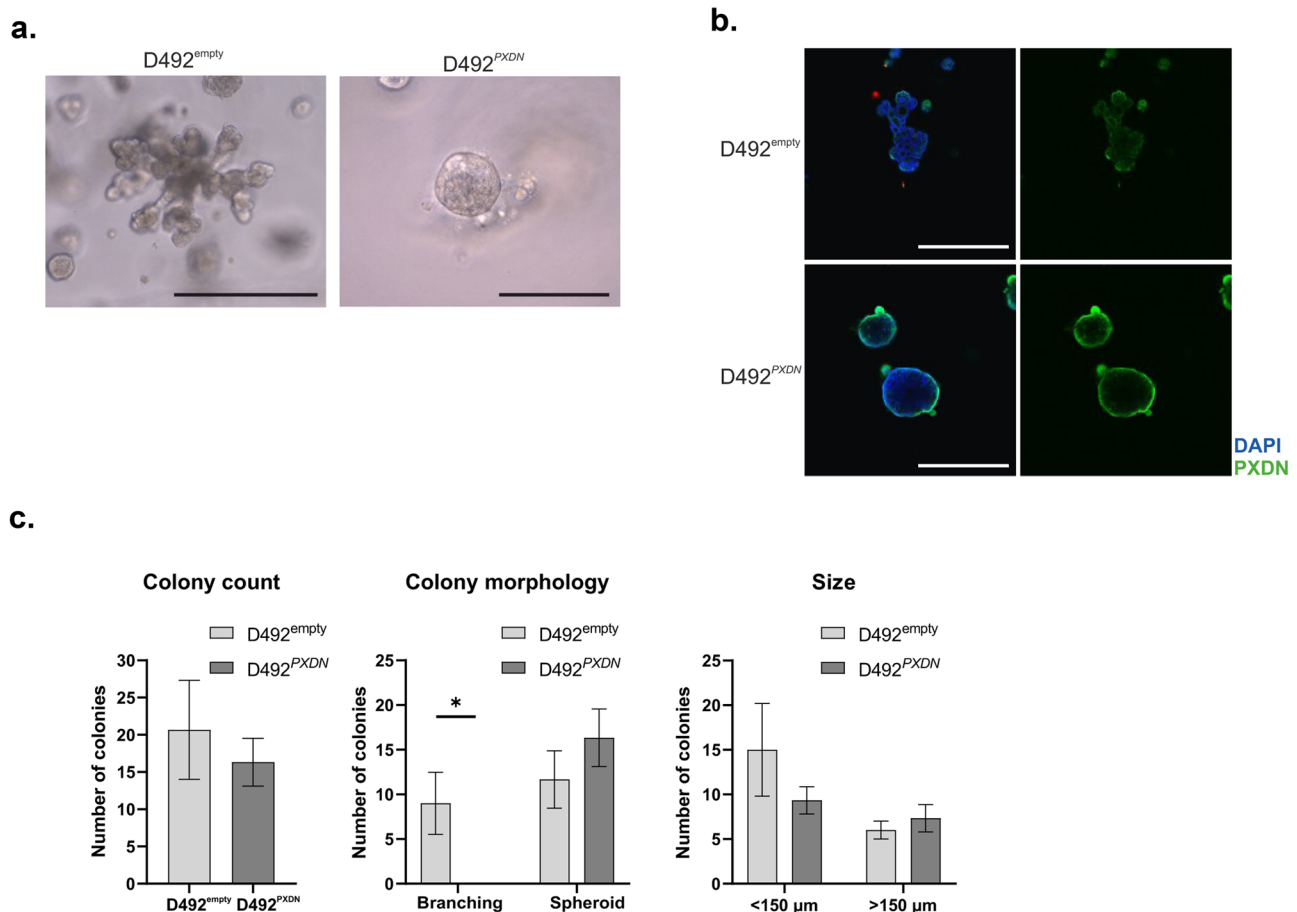 a.
D492empty
D492PXDN
b.
D492empty
D492PXDN
DAPI
PXDN
c.
Colony count
D492empty
D492PXDN
Number of colonies
30
25
20
15
10
5
0
D492empty
D492PXDN
Colony morphology
D492empty
D492PXDN
Number of colonies
25
20
15
10
5
0
*
Branching
Spheroid
Size
D492empty
D492PXDN
Number of colonies
25
20
15
10
5
0
<150 µm
>150 µm